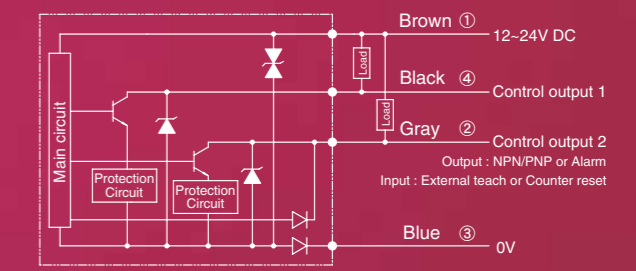 Brown ①
12~24V DC
Load
Black ④
Control output 1
Load
Gray ②
Control output 2
Output : NPN/PNP or Alarm
Input : External teach or Counter reset
Main circuit
Protection
Circuit
Protection
Circuit
Blue ③
0V